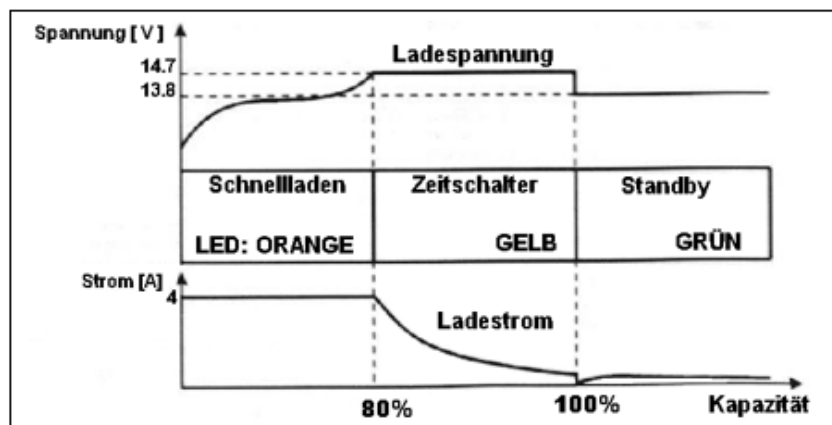 Spannung [ V ]
Ladespannung
14.7
13.8
Schnellladen Zeitschalter Standby
LED: ORANGE GELB GRÜN
Strom [A]
4
Ladestrom
80% 100% Kapazität